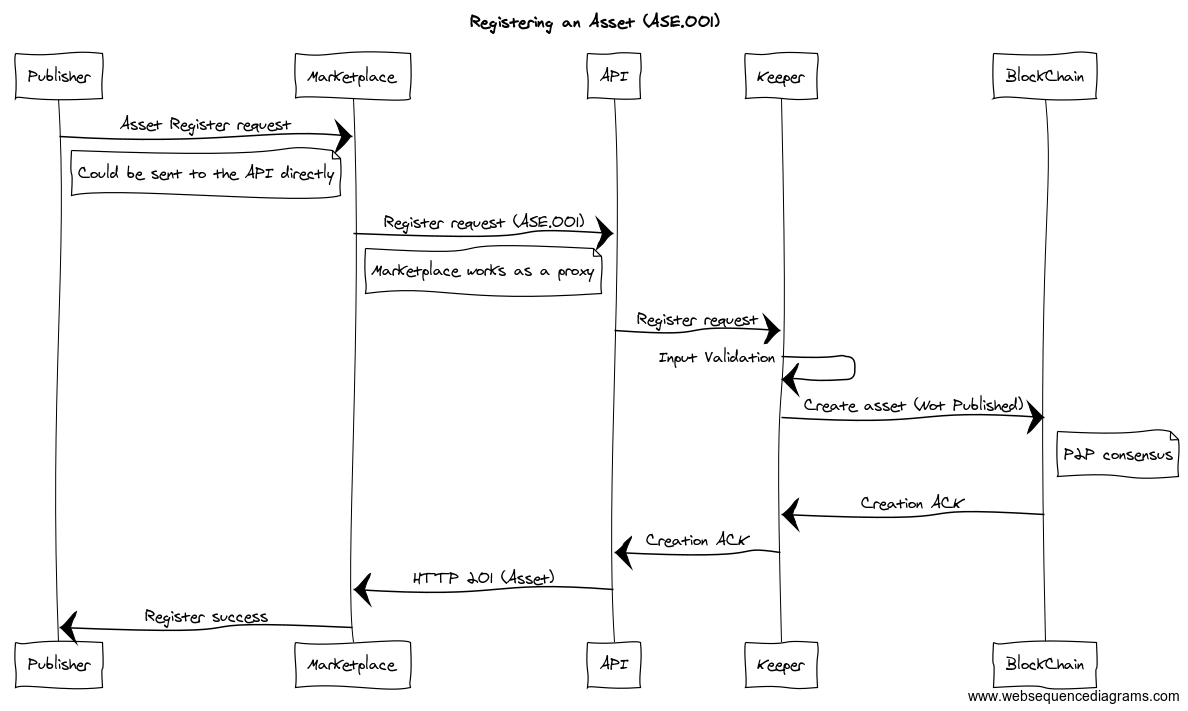 Registering an Asset (ASE.001)
Publisher
Marketplace
API
Keeper
BlockChain
Asset Register request
Could be sent to the API directly
Register request (ASE.001)
Marketplace works as a proxy
Register request
Input Validation
Create asset (Not Published)
P2P consensus
Creation ACK
Creation ACK
HTTP 201 (Asset)
Register success
Publisher
Marketplace
API
Keeper
BlockChain
www.websequencediagrams.com